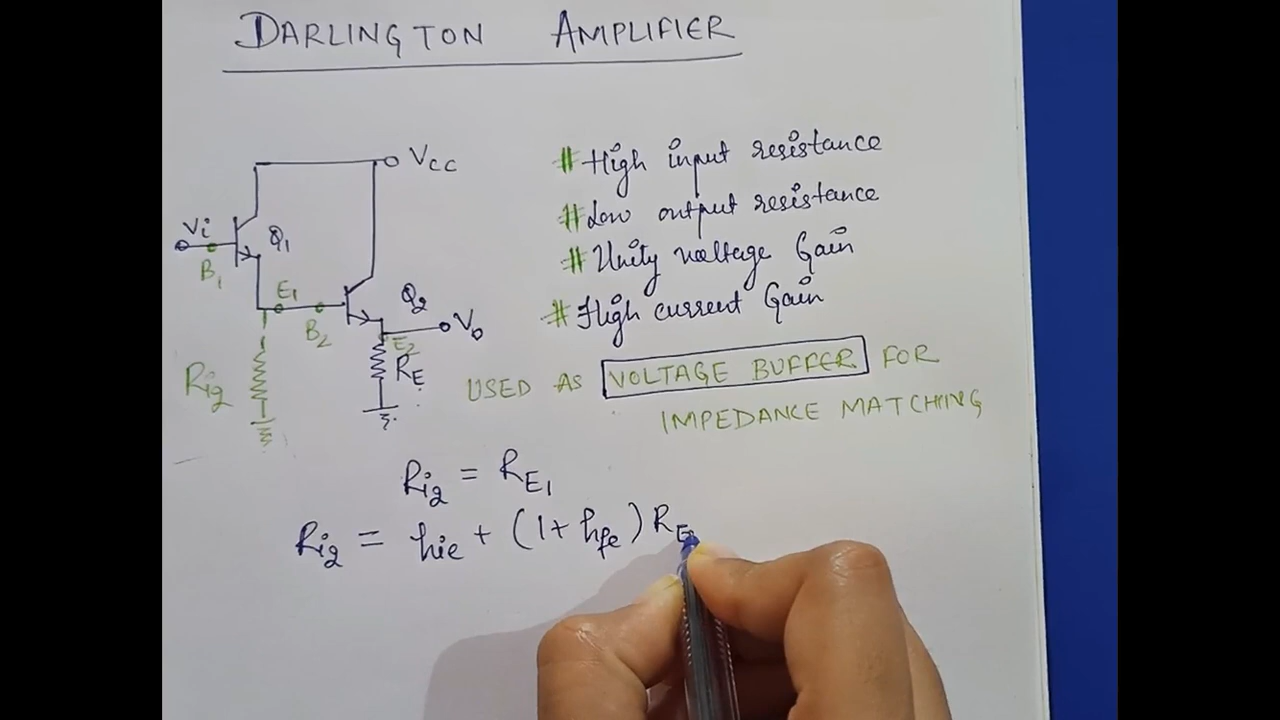 DARLINGTON AMPLIFIER
Vcc
Vi
Q1
B1
E1
B2
Q2
Vo
E2
RE
Ri2
# High input resistance
# Low output resistance
# Unity voltage Gain
# High current Gain
USED AS VOLTAGE BUFFER FOR
IMPEDANCE MATCHING
Ri2 = RE1
Ri2 = hie + (1+ hfe) RE